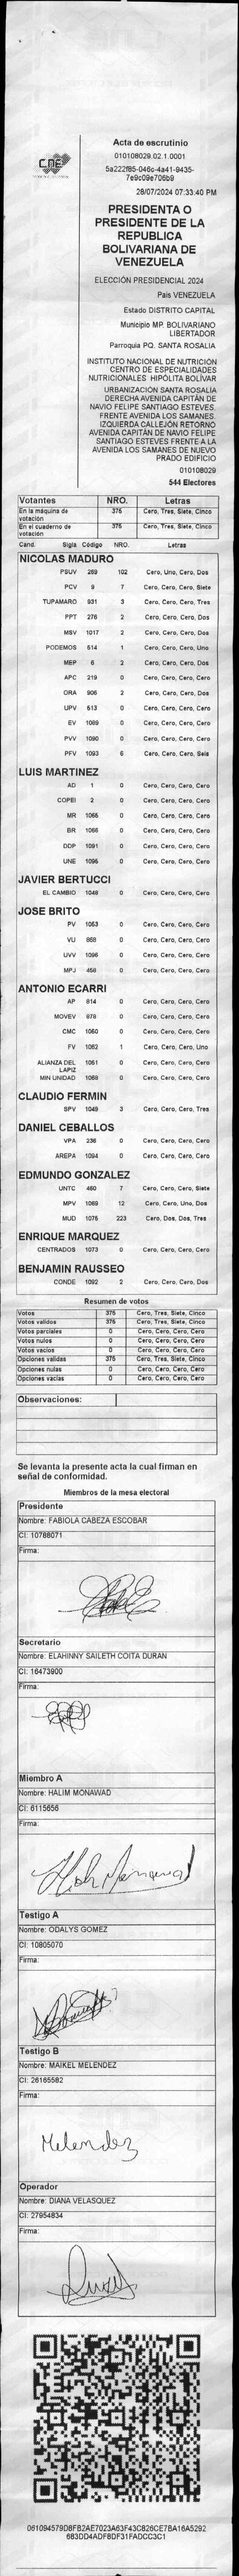 Acta de escrutinio
010108029.02.1.0001
5a222f85-046c-4a41-9435-
7e9c09e706b9
28/07/2024 07:33:40 PM
PRESIDENTA O
PRESIDENTE DE LA
REPUBLICA
BOLIVARIANA DE
VENEZUELA
CNE
ELECCIÓN PRESIDENCIAL 2024
País VENEZUELA
Estado DISTRITO CAPITAL
Municipio MP. BOLIVARIANO
LIBERTADOR
Parroquia PQ. SANTA ROSALIA
INSTITUTO NACIONAL DE NUTRICIÓN
CENTRO DE ESPECIALIDADES
NUTRICIONALES HIPÓLITA BOLÍVAR
URBANIZACIÓN SANTA ROSALÍA
DERECHA AVENIDA CAPITÁN DE
NAVIO FELIPE SANTIAGO ESTEVES.
FRENTE AVENIDA LOS SAMANES.
IZQUIERDA CALLEJÓN RETORNO
AVENIDA CAPITÁN DE NAVIO FELIPE
SANTIAGO ESTEVES FRENTE A LA
AVENIDA LOS SAMANES DE NUEVO
PRADO EDIFICIO
010108029
544 Electores
Votantes NRO. Letras
En la máquina de votación 375 Cero, Tres, Siete, Cinco
En el cuaderno de votación 375 Cero, Tres, Siete, Cinco
Cand. Sigla Código NRO. Letras
NICOLAS MADURO
PSUV 269 102 Cero, Uno, Cero, Dos
PCV 9 7 Cero, Cero, Cero, Siete
TUPAMARO 931 3 Cero, Cero, Cero, Tres
PPT 276 2 Cero, Cero, Cero, Dos
MSV 1017 2 Cero, Cero, Cero, Dos
PODEMOS 514 1 Cero, Cero, Cero, Uno
MEP 6 2 Cero, Cero, Cero, Dos
APC 219 0 Cero, Cero, Cero, Cero
ORA 906 2 Cero, Cero, Cero, Dos
UPV 513 0 Cero, Cero, Cero, Cero
EV 1089 0 Cero, Cero, Cero, Cero
PVV 1090 0 Cero, Cero, Cero, Cero
PFV 1093 6 Cero, Cero, Cero, Seis
LUIS MARTINEZ
AD 1 0 Cero, Cero, Cero, Cero
COPEI 2 0 Cero, Cero, Cero, Cero
MR 1065 0 Cero, Cero, Cero, Cero
BR 1066 0 Cero, Cero, Cero, Cero
DDP 1091 0 Cero, Cero, Cero, Cero
UNE 1095 0 Cero, Cero, Cero, Cero
JAVIER BERTUCCI
EL CAMBIO 1048 0 Cero, Cero, Cero, Cero
JOSE BRITO
PV 1053 0 Cero, Cero, Cero, Cero
VU 868 0 Cero, Cero, Cero, Cero
UVV 1096 0 Cero, Cero, Cero, Cero
MPJ 459 0 Cero, Cero, Cero, Cero
ANTONIO ECARRI
AP 814 0 Cero, Cero, Cero, Cero
MOVEV 878 0 Cero, Cero, Cero, Cero
CMC 1050 0 Cero, Cero, Cero, Cero
FV 1052 1 Cero, Cero, Cero, Uno
ALIANZA DEL LAPIZ 1051 0 Cero, Cero, Cero, Cero
MIN UNIDAD 1069 0 Cero, Cero, Cero, Cero
CLAUDIO FERMIN
SPV 1049 3 Cero, Cero, Cero, Tres
DANIEL CEBALLOS
VPA 236 0 Cero, Cero, Cero, Cero
AREPA 1094 0 Cero, Cero, Cero, Cero
EDMUNDO GONZALEZ
UNTC 460 7 Cero, Cero, Cero, Siete
MPV 1069 12 Cero, Cero, Uno, Dos
MUD 1075 223 Cero, Dos, Dos, Tres
ENRIQUE MARQUEZ
CENTRADOS 1073 0 Cero, Cero, Cero, Cero
BENJAMIN RAUSSEO
CONDE 1092 2 Cero, Cero, Cero, Dos
Resumen de votos
Votos 375 Cero, Tres, Siete, Cinco
Votos validos 375 Cero, Tres, Siete, Cinco
Votos parciales 0 Cero, Cero, Cero, Cero
Votos nulos 0 Cero, Cero, Cero, Cero
Votos vacios 0 Cero, Cero, Cero, Cero
Opciones validas 375 Cero, Tres, Siete, Cinco
Opciones nulas 0 Cero, Cero, Cero, Cero
Opciones vacias 0 Cero, Cero, Cero, Cero
Observaciones:
Se levanta la presente acta la cual firman en
señal de conformidad.
Miembros de la mesa electoral
Presidente
Nombre: FABIOLA CABEZA ESCOBAR
CI: 10788071
Firma:
Secretario
Nombre: ELAHINNY SAILETH COITA DURAN
CI: 16473900
Firma:
Miembro A
Nombre: HALIM MONAWAD
CI: 6115656
Firma:
Testigo A
Nombre: ODALYS GOMEZ
CI: 10805070
Firma:
Testigo B
Nombre: MAIKEL MELENDEZ
CI: 26165582
Firma:
Melendez
Operador
Nombre: DIANA VELASQUEZ
CI: 27954834
Firma:
061094579D8FB2AE7023A63F43C826CE7BA16A5292
683DD4ADF8DF31FADCC3C1